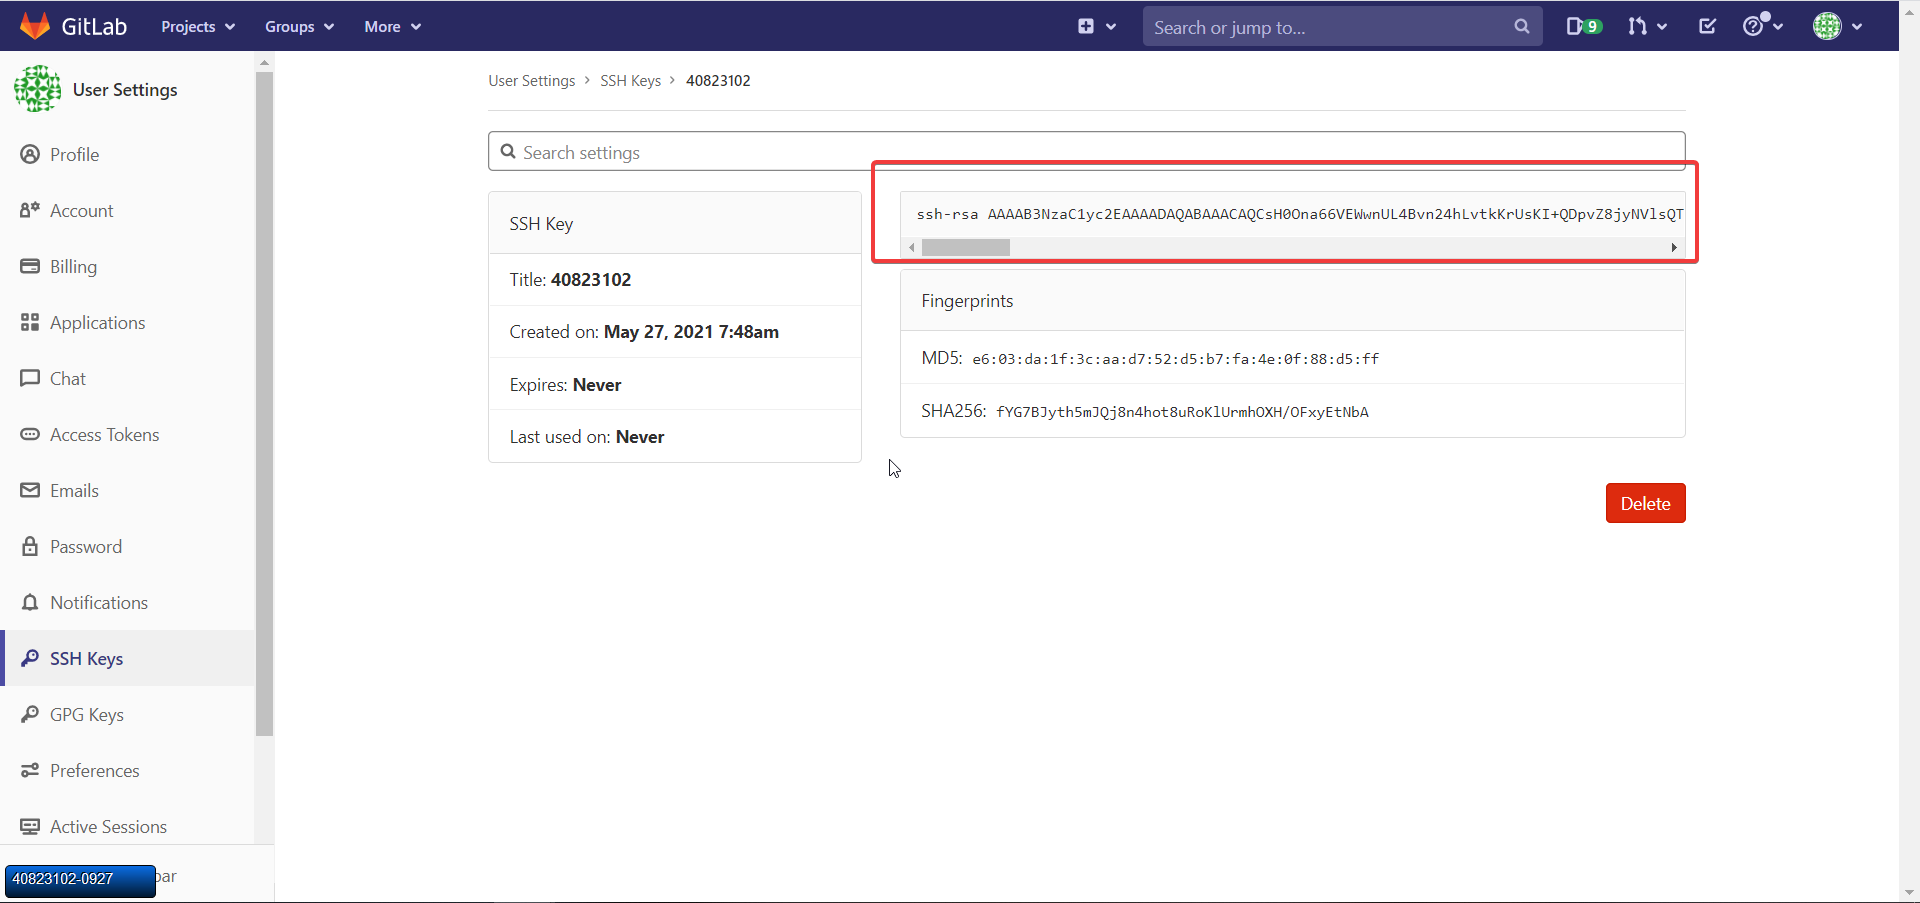 GitLab Projects Groups More Search or jump to... 9
User Settings
Profile
Account
Billing
Applications
Chat
Access Tokens
Emails
Password
Notifications
SSH Keys
GPG Keys
Preferences
Active Sessions
40823102-0927 bar
User Settings > SSH Keys > 40823102
Search settings
SSH Key
Title: 40823102
Created on: May 27, 2021 7:48am
Expires: Never
Last used on: Never
ssh-rsa AAAAB3NzaC1yc2EAAAADAQABAAACAQCsH0Ona66VEWwnUL4Bvn24hLvtkKrUsKI+QDpvZ8jyNVlsQT
Fingerprints
MD5: e6:03:da:1f:3c:aa:d7:52:d5:b7:fa:4e:0f:88:d5:ff
SHA256: fYG7BJyth5mJQj8n4hot8uRoKlUrmhOXH/OFxyEtNbA
Delete